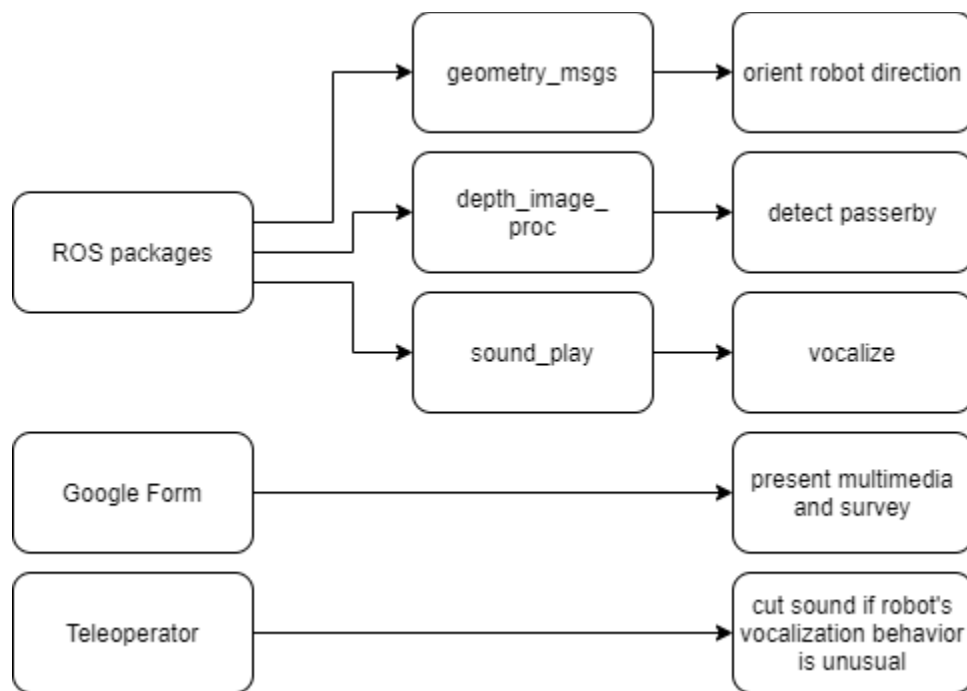 geometry_msgs
orient robot direction
ROS packages
depth_image_
proc
detect passerby
sound_play
vocalize
Google Form
present multimedia
and survey
Teleoperator
cut sound if robot's
vocalization behavior
is unusual